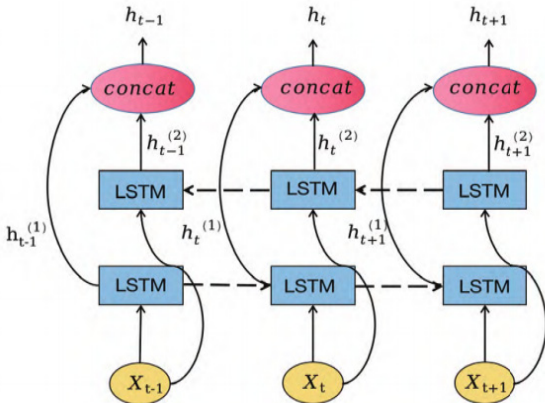 h_{t-1} h_t h_{t+1}
concat concat concat
h_{t-1}^{(2)} h_t^{(2)} h_{t+1}^{(2)}
LSTM LSTM LSTM
h_{t-1}^{(1)} h_t^{(1)} h_{t+1}^{(1)}
LSTM LSTM LSTM
X_{t-1} X_t X_{t+1}